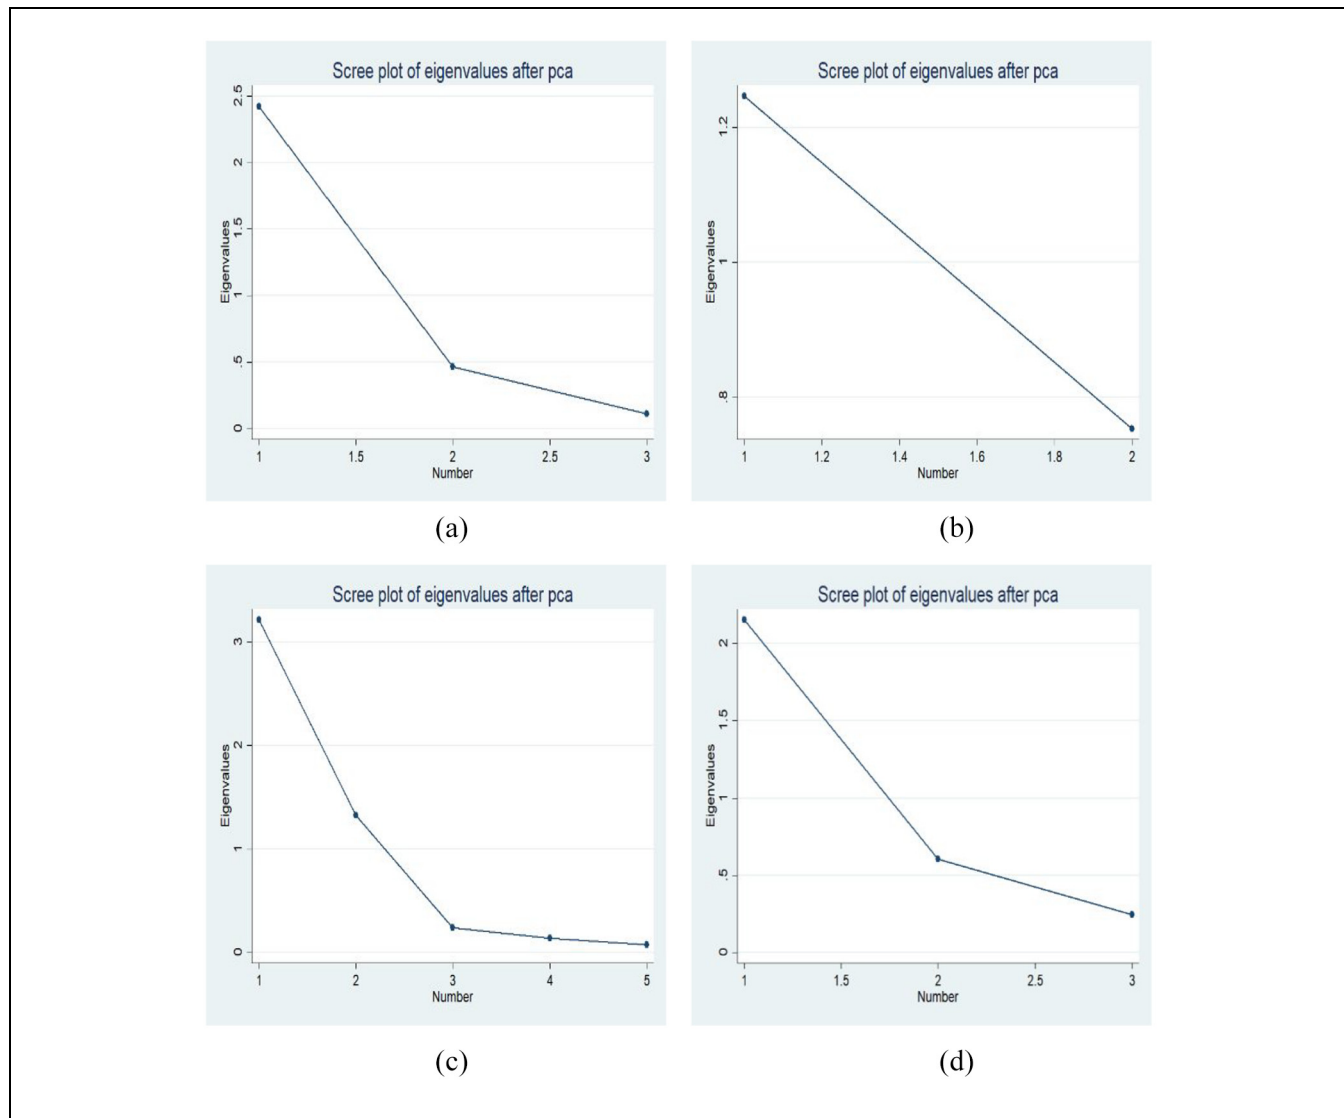 Scree plot of eigenvalues after pca
Eigenvalues
2.5
2
1.5
1
.5
0
1
1.5
2
2.5
3
Number
(a)
Scree plot of eigenvalues after pca
Eigenvalues
1.2
1
.8
1
1.2
1.4
1.6
1.8
2
Number
(b)
Scree plot of eigenvalues after pca
Eigenvalues
3
2
1
0
1
2
3
4
5
Number
(c)
Scree plot of eigenvalues after pca
Eigenvalues
2
1.5
1
.5
0
1
1.5
2
2.5
3
Number
(d)